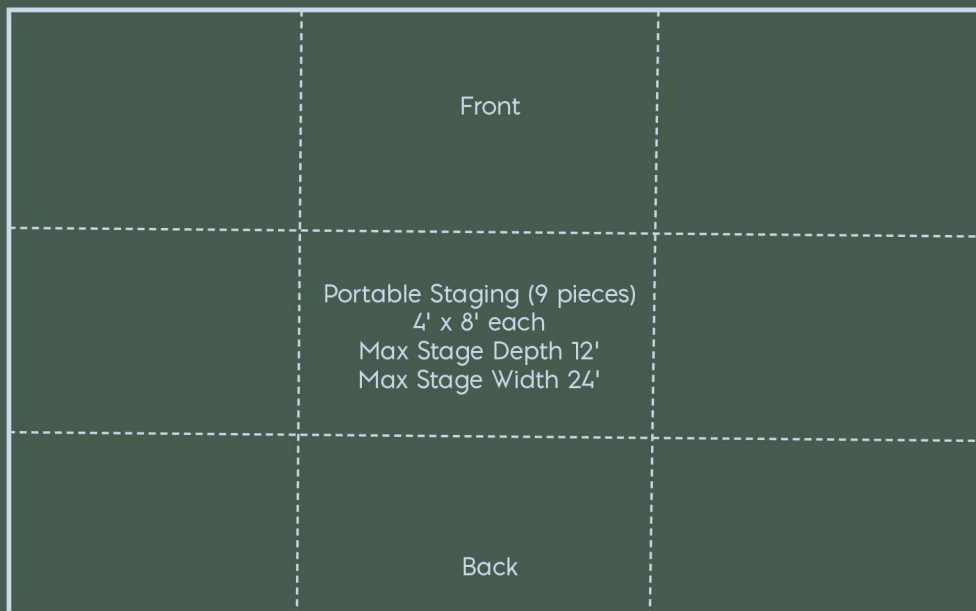 Front
Portable Staging (9 pieces)
4' x 8' each
Max Stage Depth 12'
Max Stage Width 24'
Back